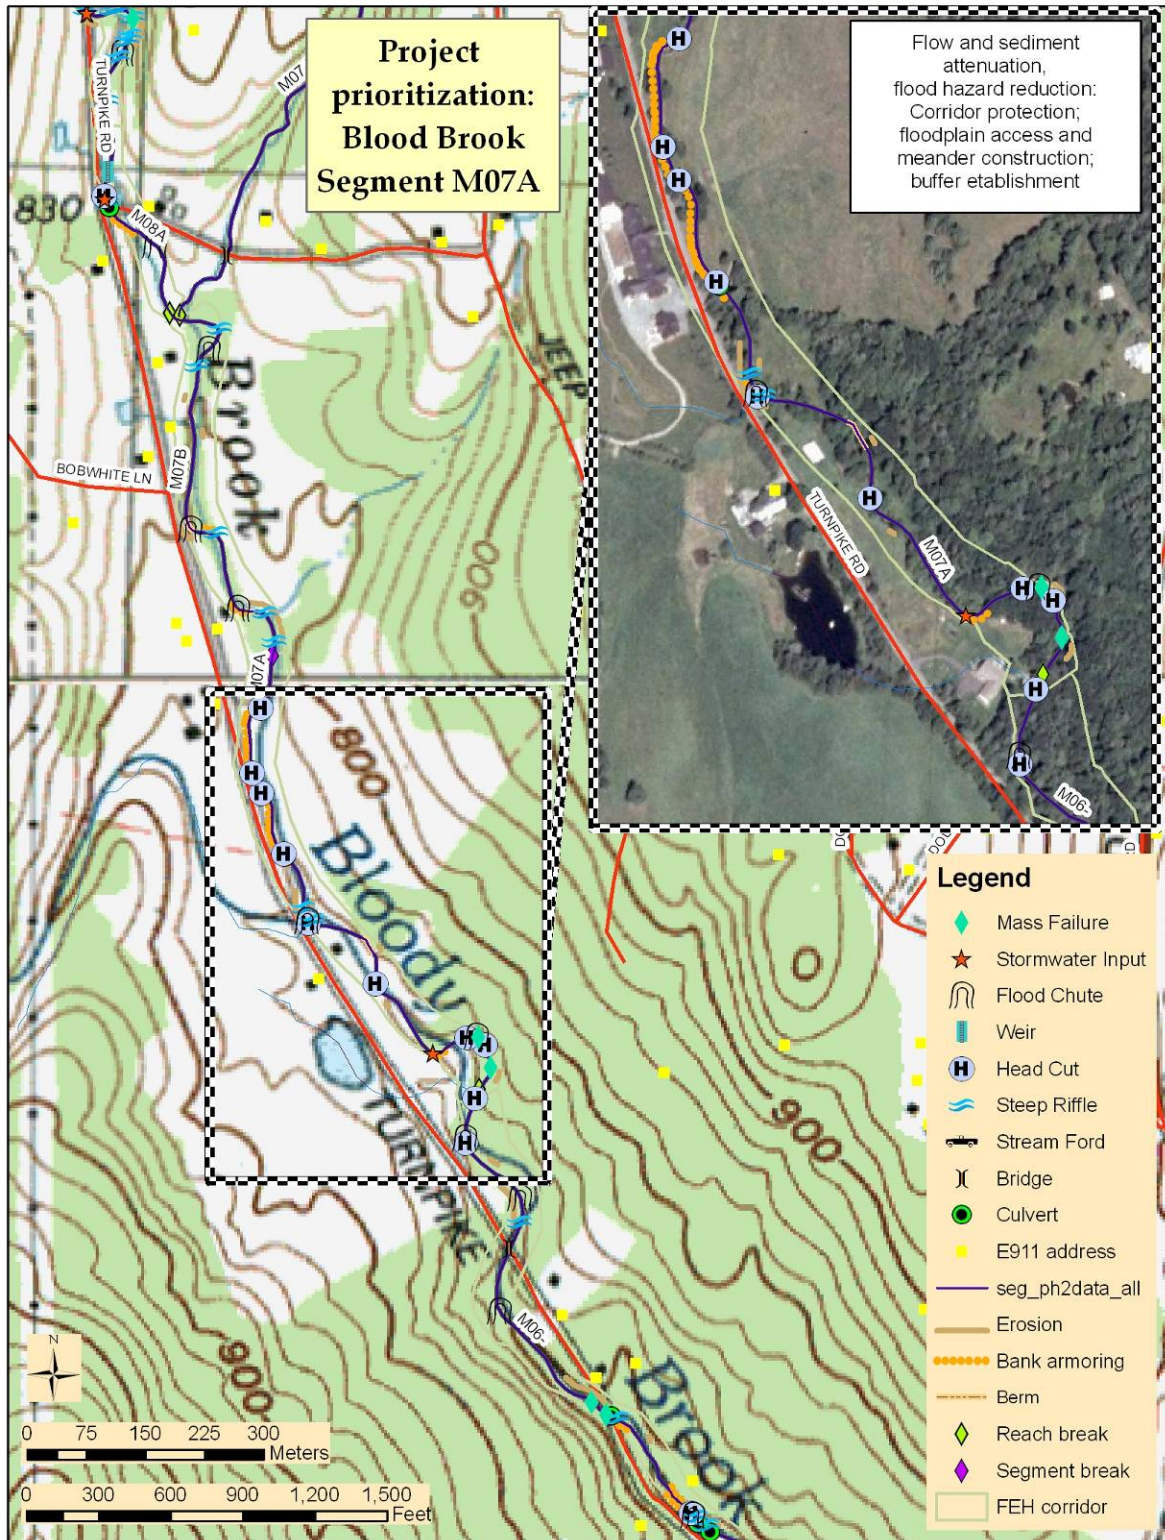 Project
prioritization:
Blood Brook
Segment M07A
Flow and sediment
attenuation,
flood hazard reduction:
Corridor protection;
floodplain access and
meander construction;
buffer etablishment
TURNPIKE RD
M07
830
M08A
JEEP
Brook
BOBWHITE LN
M07B
900
M07A
H
H
H
H
H
H
TURNPIKE RD
M07A
H
H
H
H
M06-
800
H
H
H
H
H
Bloody
H
H
H
H
H
TURNPIKE
900
M06-
900
Brook
N
0 75 150 225 300
Meters
0 300 600 900 1,200 1,500
Feet
Legend
Mass Failure
Stormwater Input
Flood Chute
Weir
H Head Cut
Steep Riffle
Stream Ford
Bridge
Culvert
E911 address
seg_ph2data_all
Erosion
Bank armoring
Berm
Reach break
Segment break
FEH corridor